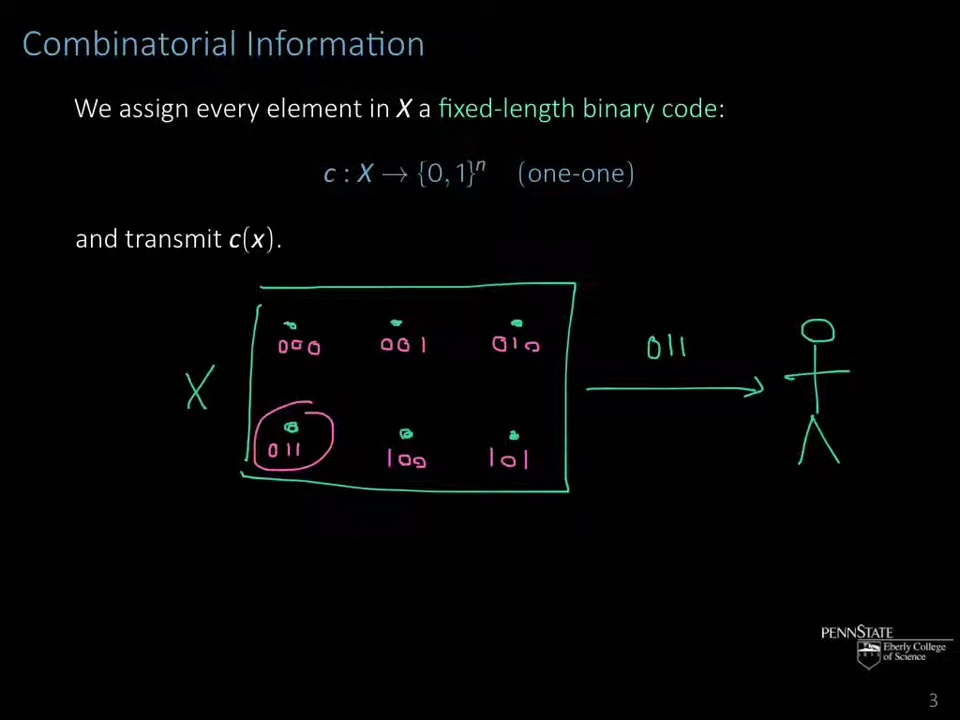 Combinatorial Information
We assign every element in X a fixed-length binary code:
c : X → {0, 1}ⁿ (one-one)
and transmit c(x).
000 001 010
011
X
011 100 101
PENNSTATE
Eberly College
of Science
3